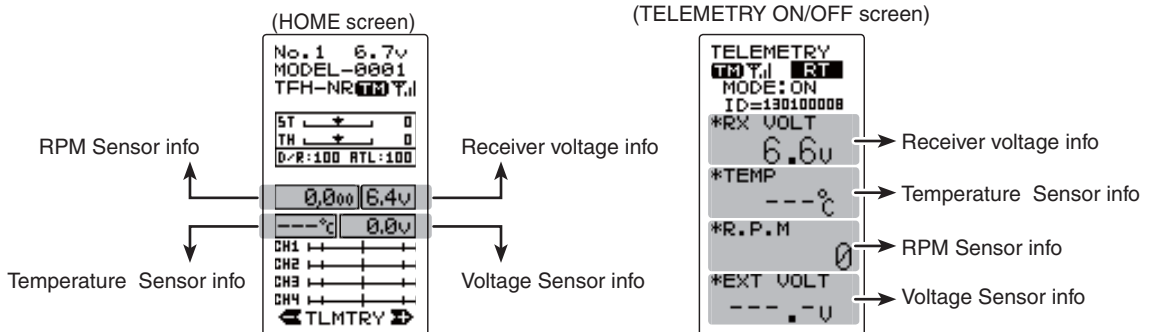 (HOME screen)
No.1 6.7v
MODEL-0001
TFH-NR TM
ST 0
TH 0
D/R:100 ATL:100
0,000 6.4v
---°C 0.0v
CH1
CH2
CH3
CH4
TLMTRY
RPM Sensor info
Temperature Sensor info
Receiver voltage info
Voltage Sensor info
(TELEMETRY ON/OFF screen)
TELEMETRY
TM RT
MODE:ON
ID=130100008
*RX VOLT
6.6v
*TEMP
---°C
*R.P.M
0
*EXT VOLT
---.-v
Receiver voltage info
Temperature Sensor info
RPM Sensor info
Voltage Sensor info